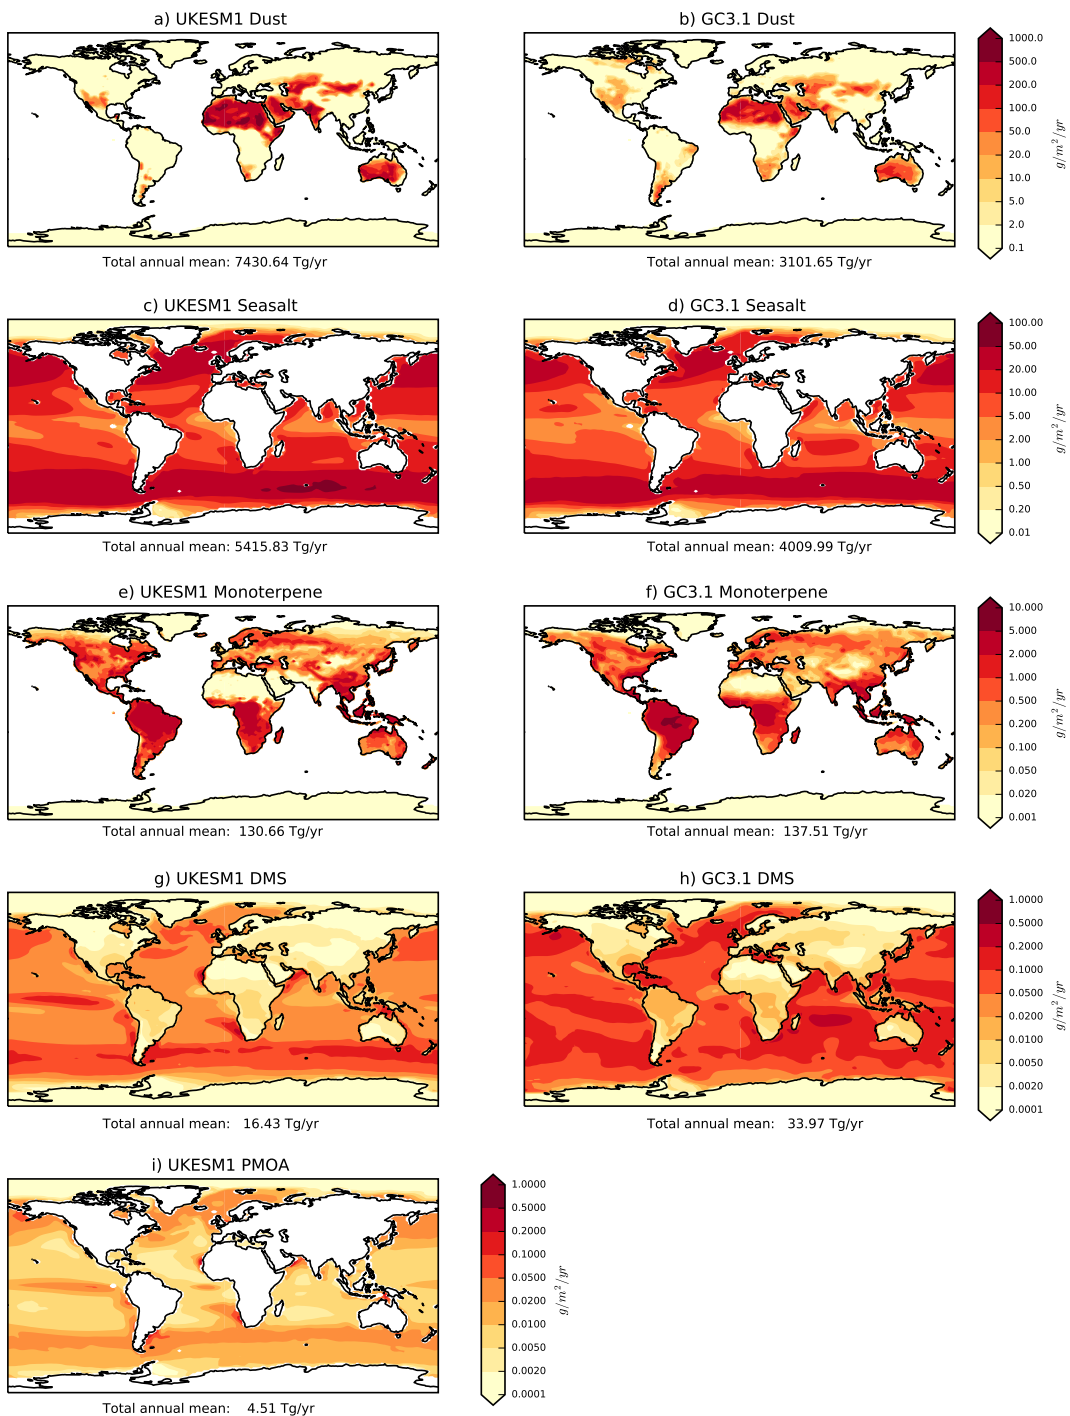 a) UKESM1 Dust
b) GC3.1 Dust
1000.0
500.0
200.0
100.0
50.0
20.0
10.0
5.0
2.0
0.1
g/m²/yr
Total annual mean: 7430.64 Tg/yr
Total annual mean: 3101.65 Tg/yr
c) UKESM1 Seasalt
d) GC3.1 Seasalt
100.00
50.00
20.00
10.00
5.00
2.00
1.00
0.50
0.20
0.01
g/m²/yr
Total annual mean: 5415.83 Tg/yr
Total annual mean: 4009.99 Tg/yr
e) UKESM1 Monoterpene
f) GC3.1 Monoterpene
10.000
5.000
2.000
1.000
0.500
0.200
0.100
0.050
0.020
0.001
g/m²/yr
Total annual mean: 130.66 Tg/yr
Total annual mean: 137.51 Tg/yr
g) UKESM1 DMS
h) GC3.1 DMS
1.0000
0.5000
0.2000
0.1000
0.0500
0.0200
0.0100
0.0050
0.0020
0.0001
g/m²/yr
Total annual mean: 16.43 Tg/yr
Total annual mean: 33.97 Tg/yr
i) UKESM1 PMOA
1.0000
0.5000
0.2000
0.1000
0.0500
0.0200
0.0100
0.0050
0.0020
0.0001
g/m²/yr
Total annual mean: 4.51 Tg/yr